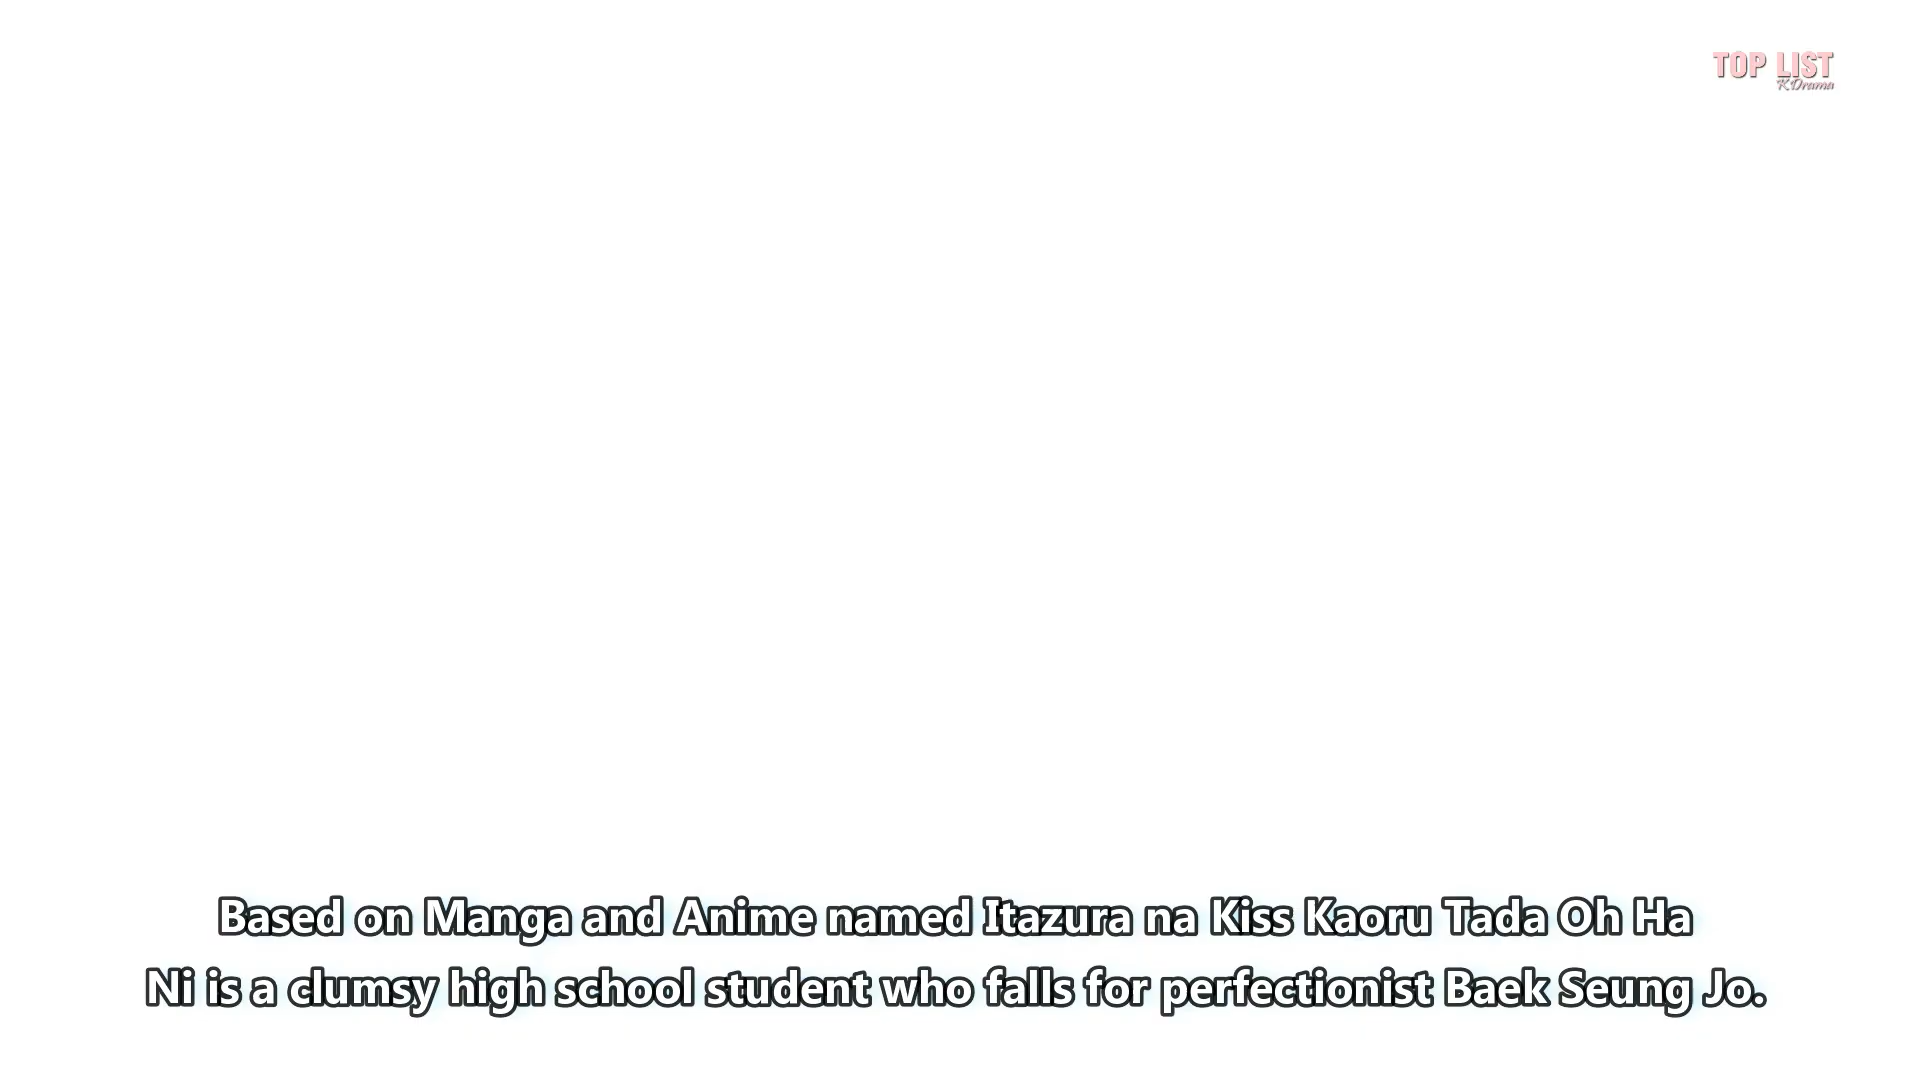 TOP LIST
K Drama
Based on Manga and Anime named Itazura na Kiss Kaoru Tada Oh Ha
Ni is a clumsy high school student who falls for perfectionist Baek Seung Jo.